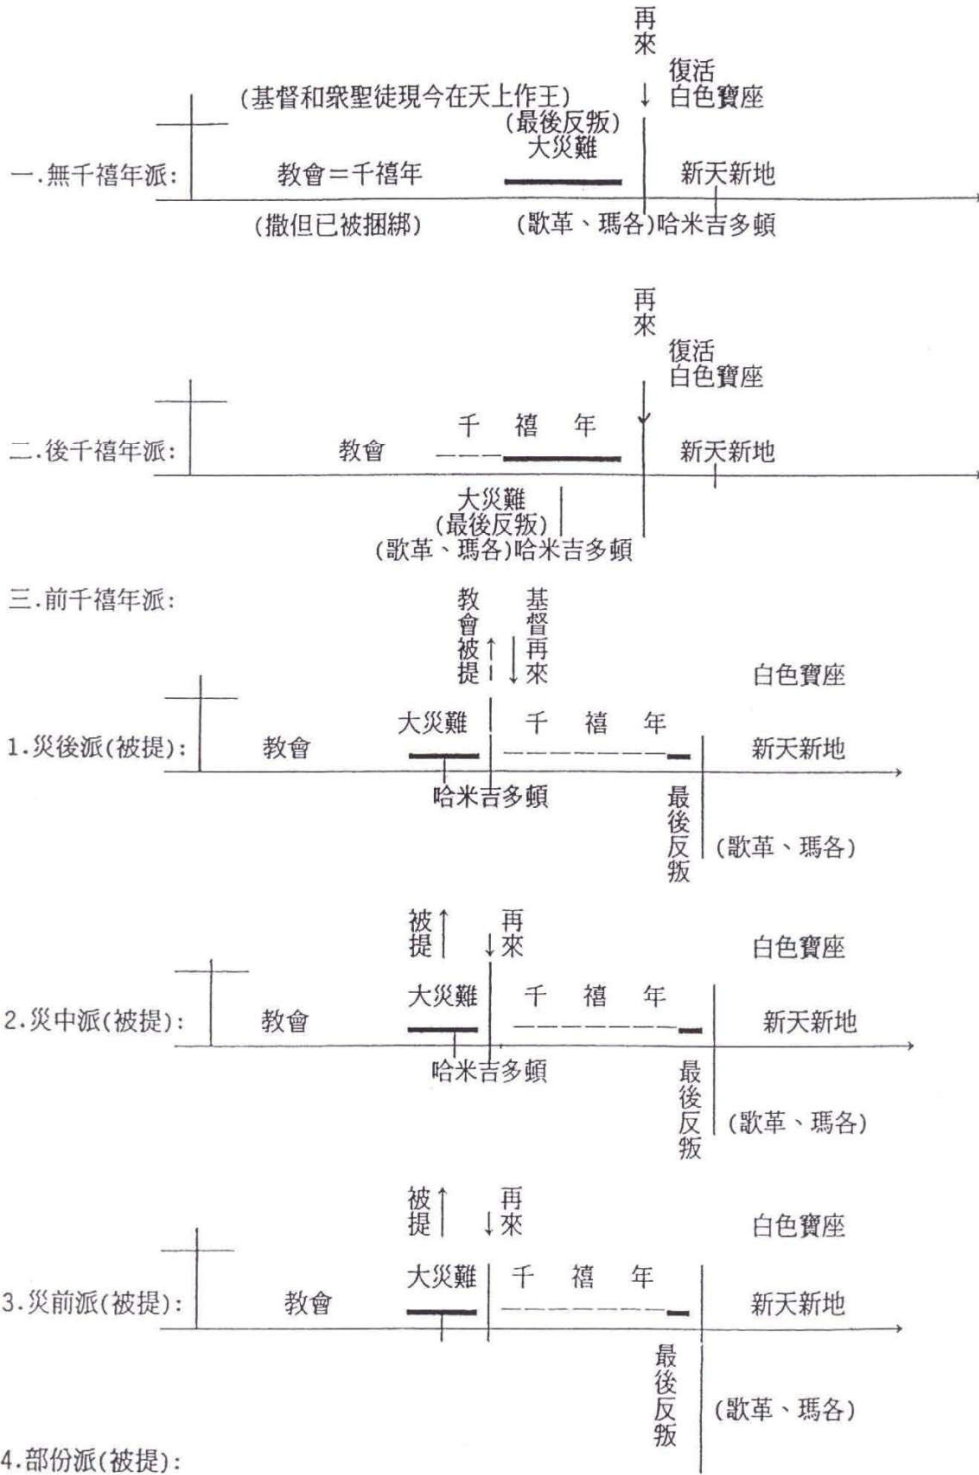 再來
復活
(基督和眾聖徒現今在天上作王) ↓白色寶座
(最後反叛)
大災難
一.無千禧年派: 教會＝千禧年 新天新地
(撒但已被捆綁) (歌革、瑪各)哈米吉多頓
再來
復活
白色寶座
千 禧 年
二.後千禧年派: 教會 新天新地
大災難
(最後反叛)
(歌革、瑪各)哈米吉多頓
三.前千禧年派:
教會被提↑
↓基督再來
白色寶座
大災難 千 禧 年
1.災後派(被提): 教會 新天新地
哈米吉多頓
最後反叛
(歌革、瑪各)
被提↑
↓再來
白色寶座
大災難 千 禧 年
2.災中派(被提): 教會 新天新地
哈米吉多頓
最後反叛
(歌革、瑪各)
被提↑
↓再來
白色寶座
大災難 千 禧 年
3.災前派(被提): 教會 新天新地
最後反叛
(歌革、瑪各)
4.部份派(被提):